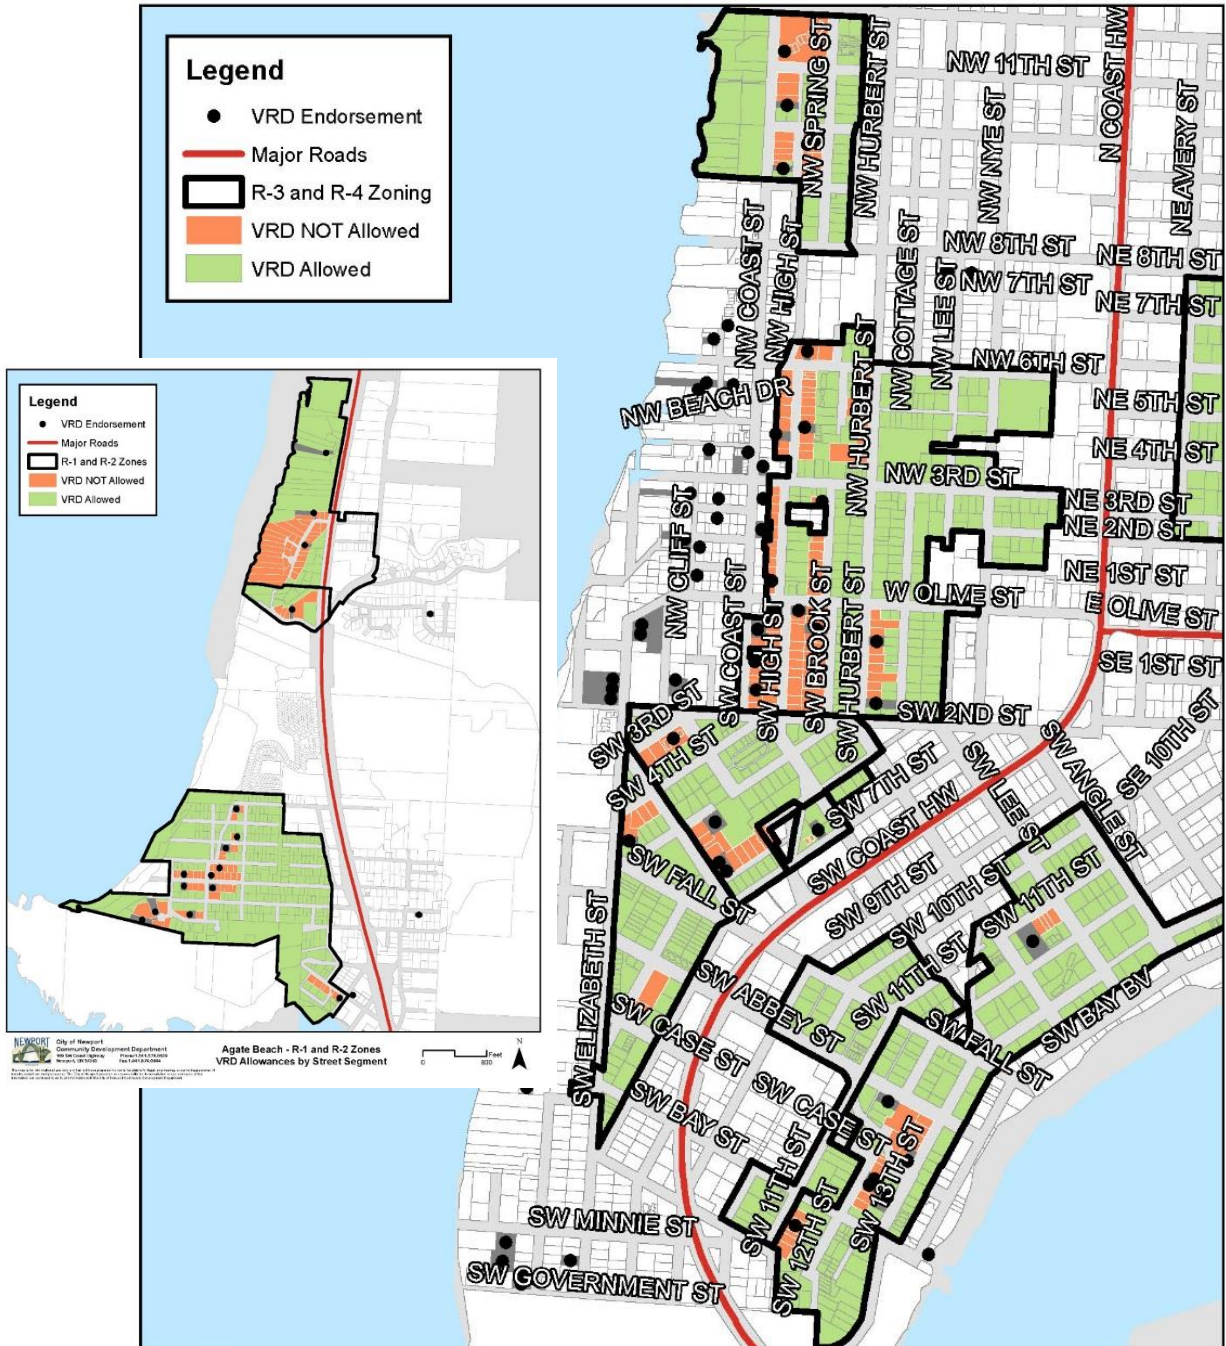 Legend
VRD Endorsement
Major Roads
R-3 and R-4 Zoning
VRD NOT Allowed
VRD Allowed
NW 11TH ST
NW SPRING ST
NW HURBERT ST
N COAST HW
NW NYE ST
NE AVERY ST
NW COAST ST
NW HIGH ST
NW COTTAGE ST
NW 8TH ST
NE 8TH ST
NW LEE ST
NW 7TH ST
NE 7TH ST
NW HURBERT ST
NW 6TH ST
NW BEACH DR
NE 5TH ST
NE 4TH ST
NW 3RD ST
NE 3RD ST
NE 2ND ST
NW CLIFF ST
NE 1ST ST
W OLIVE ST
E OLIVE ST
SW COAST ST
SW HIGH ST
SW BROOK ST
SW HURBERT ST
SE 1ST ST
SW 2ND ST
SW 3RD ST
SW 4TH ST
SW 7TH ST
SW LEE ST
SW ANGLE ST
SE 10TH ST
SW COAST HW
SW FALL ST
SW 9TH ST
SW 10TH ST
SW 11TH ST
SW ELIZABETH ST
SW ABBEY ST
SW 11TH ST
SW BAY BV
SW FALL ST
SW CASE ST
SW CASE ST
SW BAY ST
SW 11TH ST
SW 12TH ST
SW 13TH ST
SW MINNIE ST
SW GOVERNMENT ST
Legend
VRD Endorsement
Major Roads
R-1 and R-2 Zones
VRD NOT Allowed
VRD Allowed
NEWPORT
City of Newport
Community Development Department
Agate Beach - R-1 and R-2 Zones
VRD Allowances by Street Segment
Feet
0 800
N